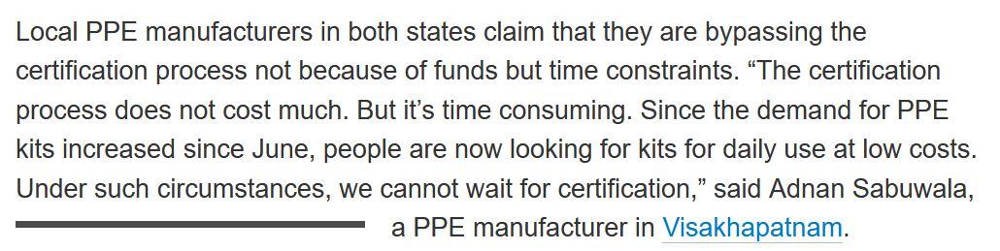 Local PPE manufacturers in both states claim that they are bypassing the
certification process not because of funds but time constraints. “The certification
process does not cost much. But it’s time consuming. Since the demand for PPE
kits increased since June, people are now looking for kits for daily use at low costs.
Under such circumstances, we cannot wait for certification,” said Adnan Sabuwala,
a PPE manufacturer in Visakhapatnam.